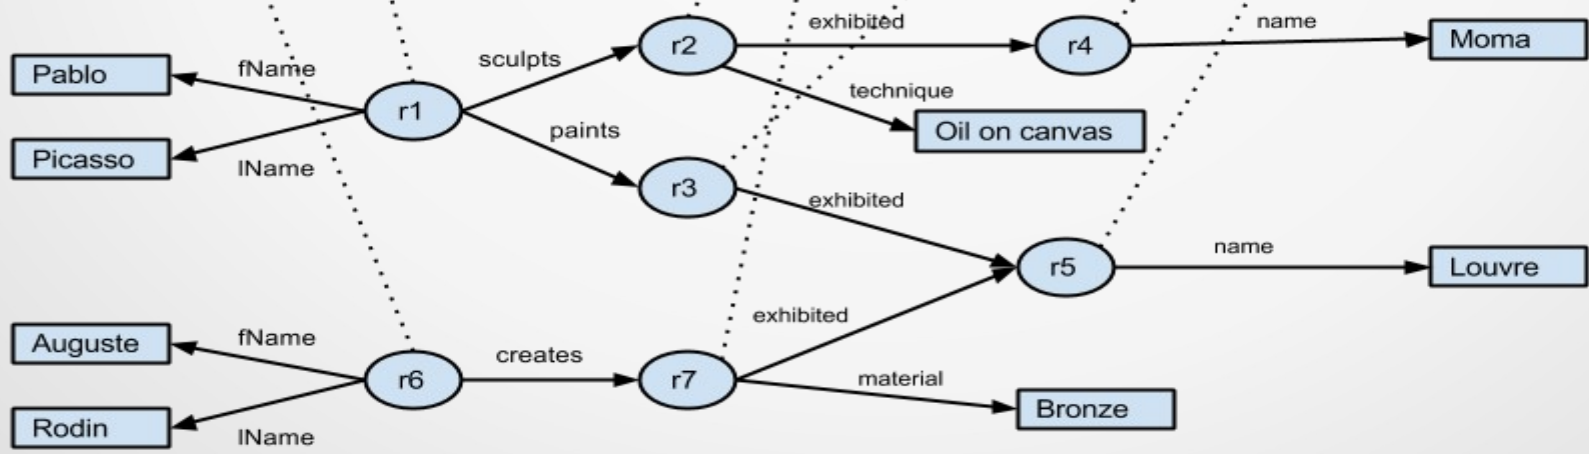 exhibited
name
r2
r4
Moma
sculpts
Pablo
fName
technique
r1
Oil on canvas
paints
Picasso
lName
r3
exhibited
name
r5
Louvre
exhibited
Auguste
fName
creates
r6
r7
material
Bronze
Rodin
lName